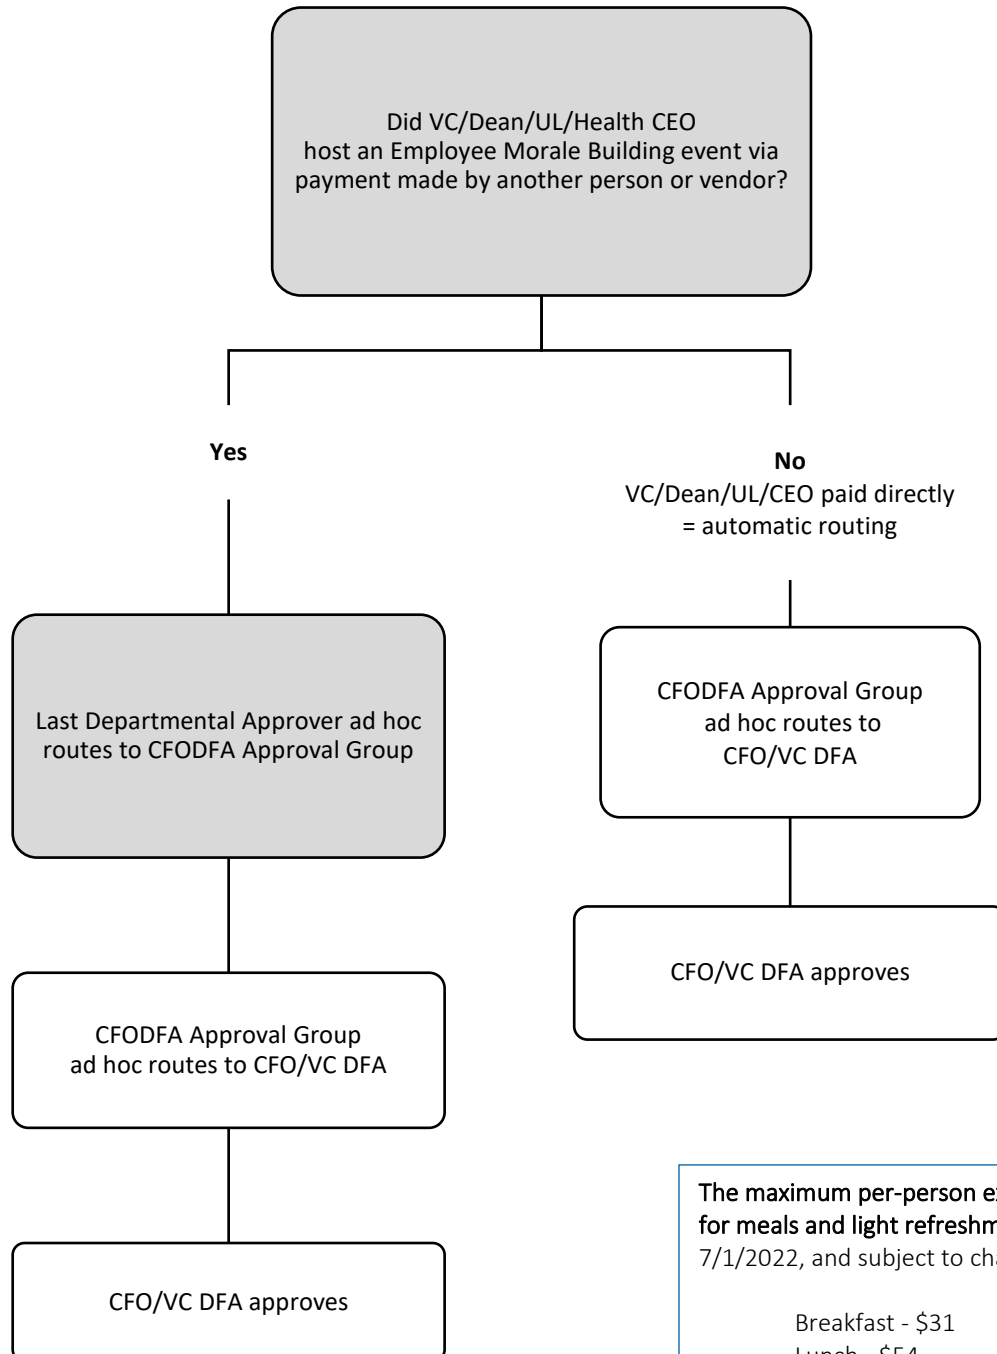 Did VC/Dean/UL/Health CEO
host an Employee Morale Building event via
payment made by another person or vendor?
Yes
No
VC/Dean/UL/CEO paid directly
= automatic routing
Last Departmental Approver ad hoc
routes to CFODFA Approval Group
CFODFA Approval Group
ad hoc routes to
CFO/VC DFA
CFO/VC DFA approves
CFODFA Approval Group
ad hoc routes to CFO/VC DFA
CFO/VC DFA approves
The maximum per-person
for meals and light
7/1/2022, and subject to
Breakfast - $31
Lunch - $54